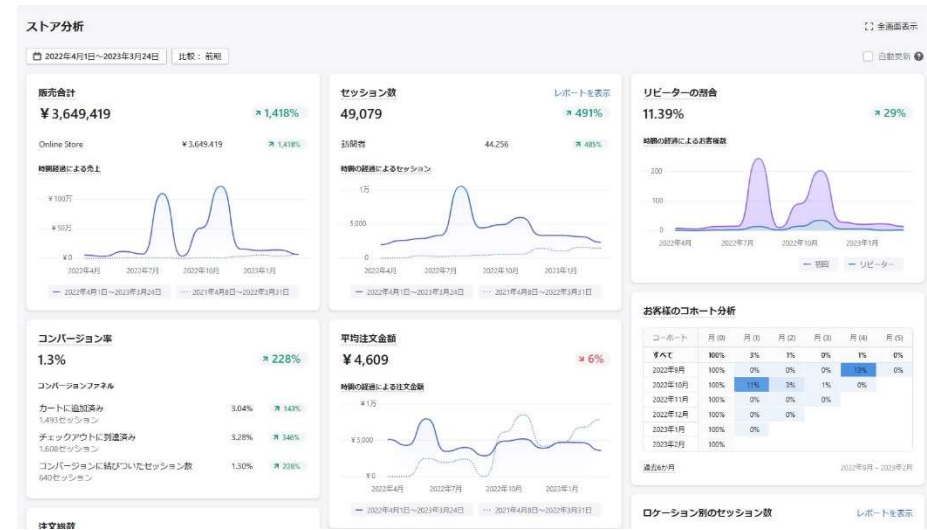 ストア分析
全画面表示
2022年4月1日～2023年3月24日
比較：前期
自動更新
販売合計
¥3,649,419
1,418%
Online Store ¥3,649,419 1,418%
時間経過による売上
¥100万
¥50万
¥0
2022年4月 2022年7月 2022年10月 2023年1月
2022年4月1日～2023年3月24日 2021年4月8日～2022年3月31日
セッション数 レポートを表示
49,079 491%
訪問者 44,256 485%
時間の経過によるセッション
1万
5,000
0
2022年4月 2022年7月 2022年10月 2023年1月
2022年4月1日～2023年3月24日 2021年4月8日～2022年3月31日
リピーターの割合
11.39% 29%
時間の経過によるお客様数
200
100
0
2022年4月 2022年7月 2022年10月 2023年1月
初回 リピーター
コンバージョン率
1.3% 228%
コンバージョンファネル
カートに追加済み 3.04% 143%
1,493セッション
チェックアウトに到達済み 3.28% 346%
1,608セッション
コンバージョンに結びついたセッション数 1.30% 228%
640セッション
平均注文金額
¥4,609 6%
時間の経過による注文金額
¥1万
¥5,000
¥0
2022年4月 2022年7月 2022年10月 2023年1月
2022年4月1日～2023年3月24日 2021年4月8日～2022年3月31日
お客様のコホート分析
コーホート 月(0) 月(1) 月(2) 月(3) 月(4) 月(5)
すべて 100% 3% 1% 0% 1% 0%
2022年9月 100% 0% 0% 0% 13% 0%
2022年10月 100% 11% 3% 1% 0%
2022年11月 100% 0% 0% 0%
2022年12月 100% 0% 0%
2023年1月 100% 0%
2023年2月 100%
過去6か月 2022年9月～2023年2月
注文総数
ロケーション別のセッション数 レポートを表示